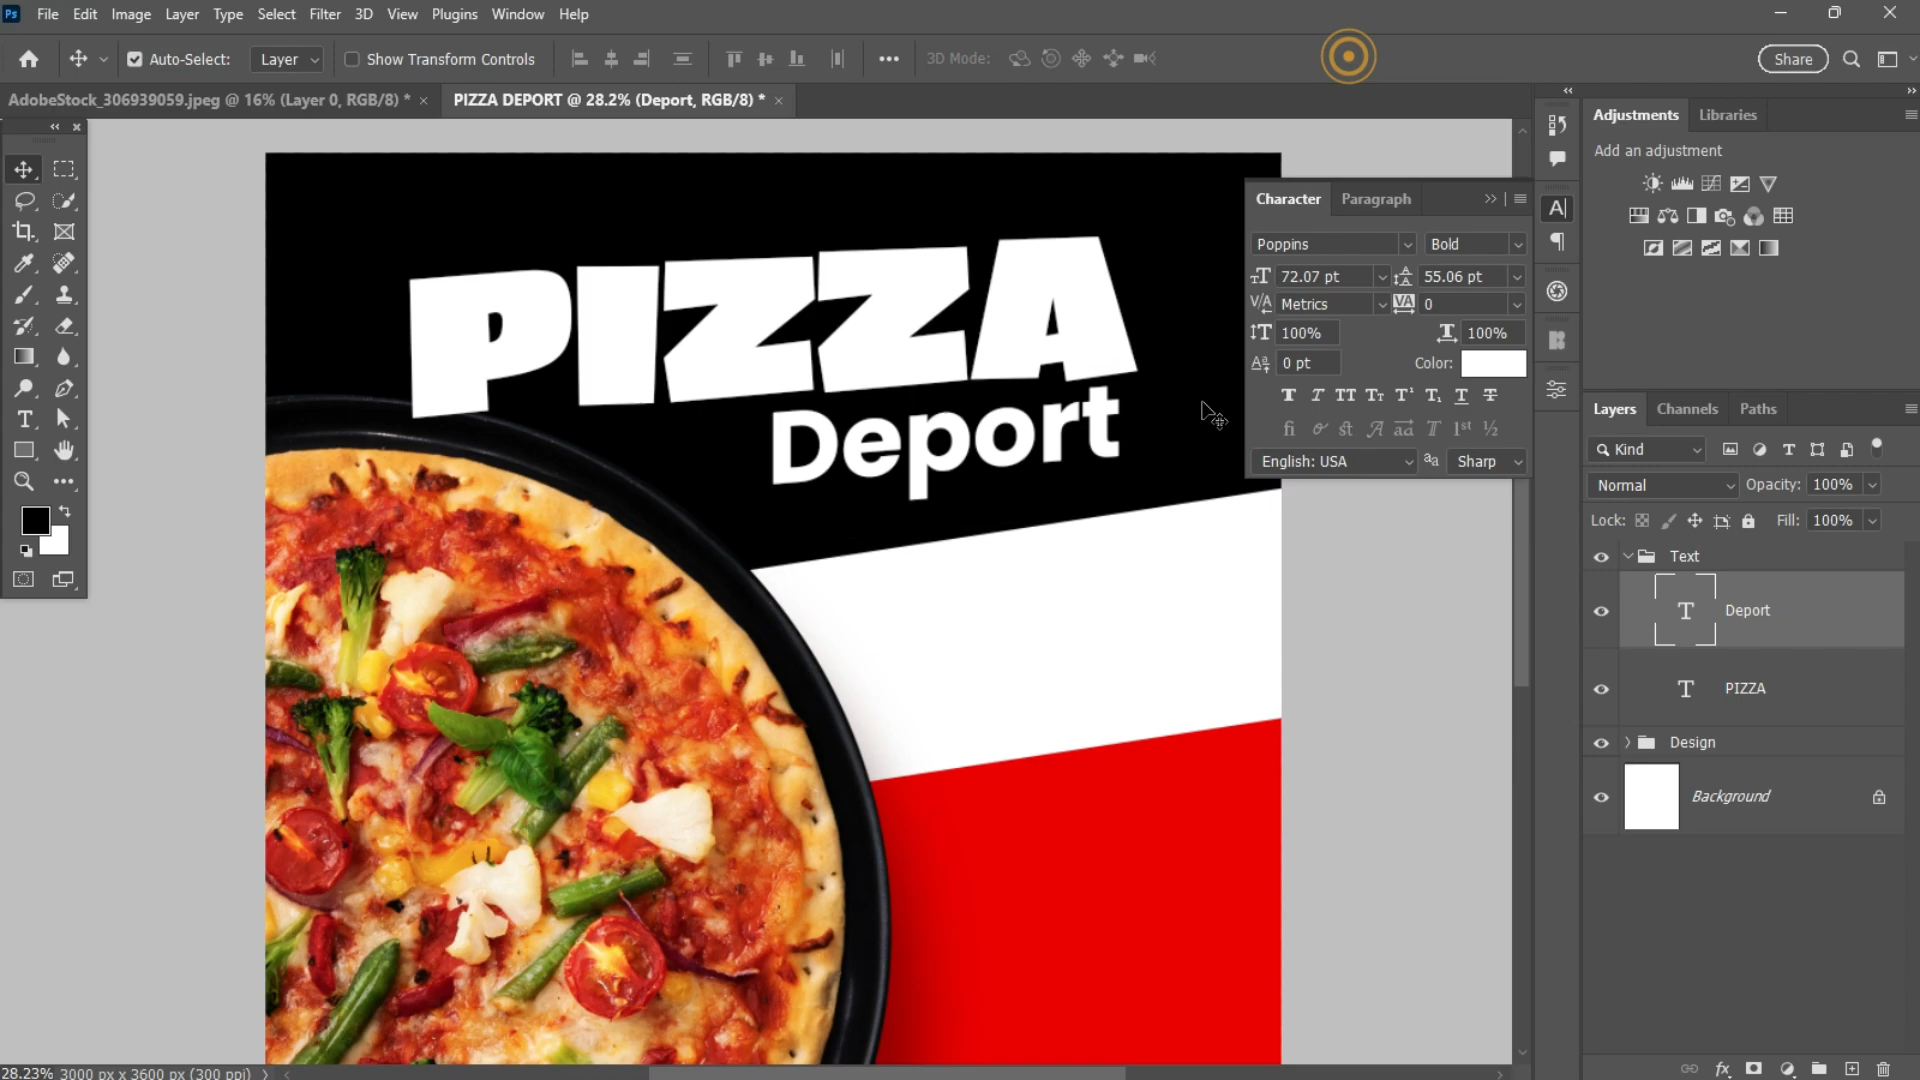 Ps File Edit Image Layer Type Select Filter 3D View Plugins Window Help
Auto-Select: Layer Show Transform Controls 3D Mode: Share
AdobeStock_306939059.jpeg @ 16% (Layer 0, RGB/8) * PIZZA DEPORT @ 28.2% (Deport, RGB/8) *
Adjustments Libraries
Add an adjustment
Character Paragraph
Poppins Bold
72.07 pt 55.06 pt
Metrics 0
100% 100%
0 pt Color:
English: USA Sharp
PIZZA
Deport
Layers Channels Paths
Kind
Normal Opacity: 100%
Lock: Fill: 100%
Text
Deport
PIZZA
Design
Background
28.23% 3000 px x 3600 px (300 ppi)